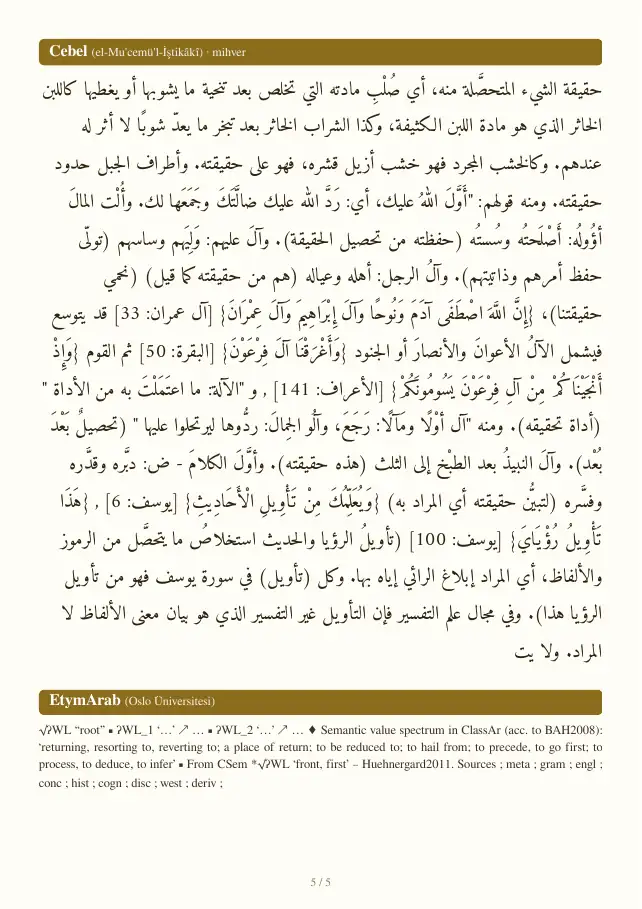 Cebel (el-Mu'cemü'l-İştikâkî) · mihver
حقيقة الشيء المتحصَّلة منه، أي صُلْبِ مادته التي تخلص بعد تنحية ما يشوبها أو يغطيها كاللبن
الخاثر الذي هو مادة اللبن الكثيفة، وكذا الشراب الخاثر بعد تبخر ما يعدّ شوبًا لا أثر له
عندهم. وكالخشب المجرد فهو خشب أزيل قشره، فهو على حقيقته. وأطراف الجبل حدود
حقيقته. ومنه قولهم: "أَوَّلَ اللهُ عليك، أي: رَدَّ الله عليك ضالَّتَكَ وجَمَعَها لك. وأُلْت المالَ
أؤُولُه: أَصْلَحتُه وسُستُه (حفظته من تحصيل الحقيقة). وآلَ عليهم: وَلِيَهم وساسهم (تولّى
حفظ أمرهم وذاتيتهم). وآلُ الرجل: أهله وعياله (هم من حقيقته كما قيل) (نحمي
حقيقتنا)، {إِنَّ اللَّهَ اصْطَفَى آدَمَ وَنُوحًا وَآلَ إِبْرَاهِيمَ وَآلَ عِمْرَانَ} [آل عمران: 33] قد يتوسع
فيشمل الآلُ الأعوانَ والأنصارَ أو الجنود {وَأَغْرَقْنَا آلَ فِرْعَوْنَ} [البقرة: 50] ثم القوم {وَإِذْ
أَنْجَيْنَاكُمْ مِنْ آلِ فِرْعَوْنَ يَسُومُونَكُمْ} [الأعراف: 141] , و "الآلة: ما اعتَمَلْتَ به من الأداة "
(أداة تحقيقه). ومنه "آل أَوْلًا ومَآلًا: رَجَعَ، وآلُو الجِمالَ: ردُّوها ليرتحلوا عليها " (تحصيلٌ بَعْدَ
بُعْد). وآلَ النبيذُ بعد الطبْخ إلى الثلث (هذه حقيقته). وأوَّلَ الكلامَ - ض: دبَّره وقدَّره
وفسَّره (لتبيُّن حقيقته أي المراد به) {وَيُعَلِّمُكَ مِنْ تَأْوِيلِ الْأَحَادِيثِ} [يوسف: 6] , {هَذَا
تَأْوِيلُ رُؤْيَايَ} [يوسف: 100] (تأويلُ الرؤيا والحديث استخلاصُ ما يتحصَّل من الرموز
والألفاظ، أي المراد إبلاغ الرائي إياه بها. وكل (تأويل) في سورة يوسف فهو من تأويل
الرؤيا هذا). وفي مجال علم التفسير فإن التأويل غير التفسير الذي هو بيان معنى الألفاظ لا
المراد. ولا يت
EtymArab (Oslo Üniversitesi)
√ʔWL “root” ▪ ʔWL_1 ‘…’ ↗ … ▪ ʔWL_2 ‘…’ ↗ … ♦ Semantic value spectrum in ClassAr (acc. to BAH2008):
‘returning, resorting to, reverting to; a place of return; to be reduced to; to hail from; to precede, to go first; to
process, to deduce, to infer’ ▪ From CSem *√ʔWL ‘front, first’ – Huehnergard2011. Sources ; meta ; gram ; engl ;
conc ; hist ; cogn ; disc ; west ; deriv ;
5 / 5